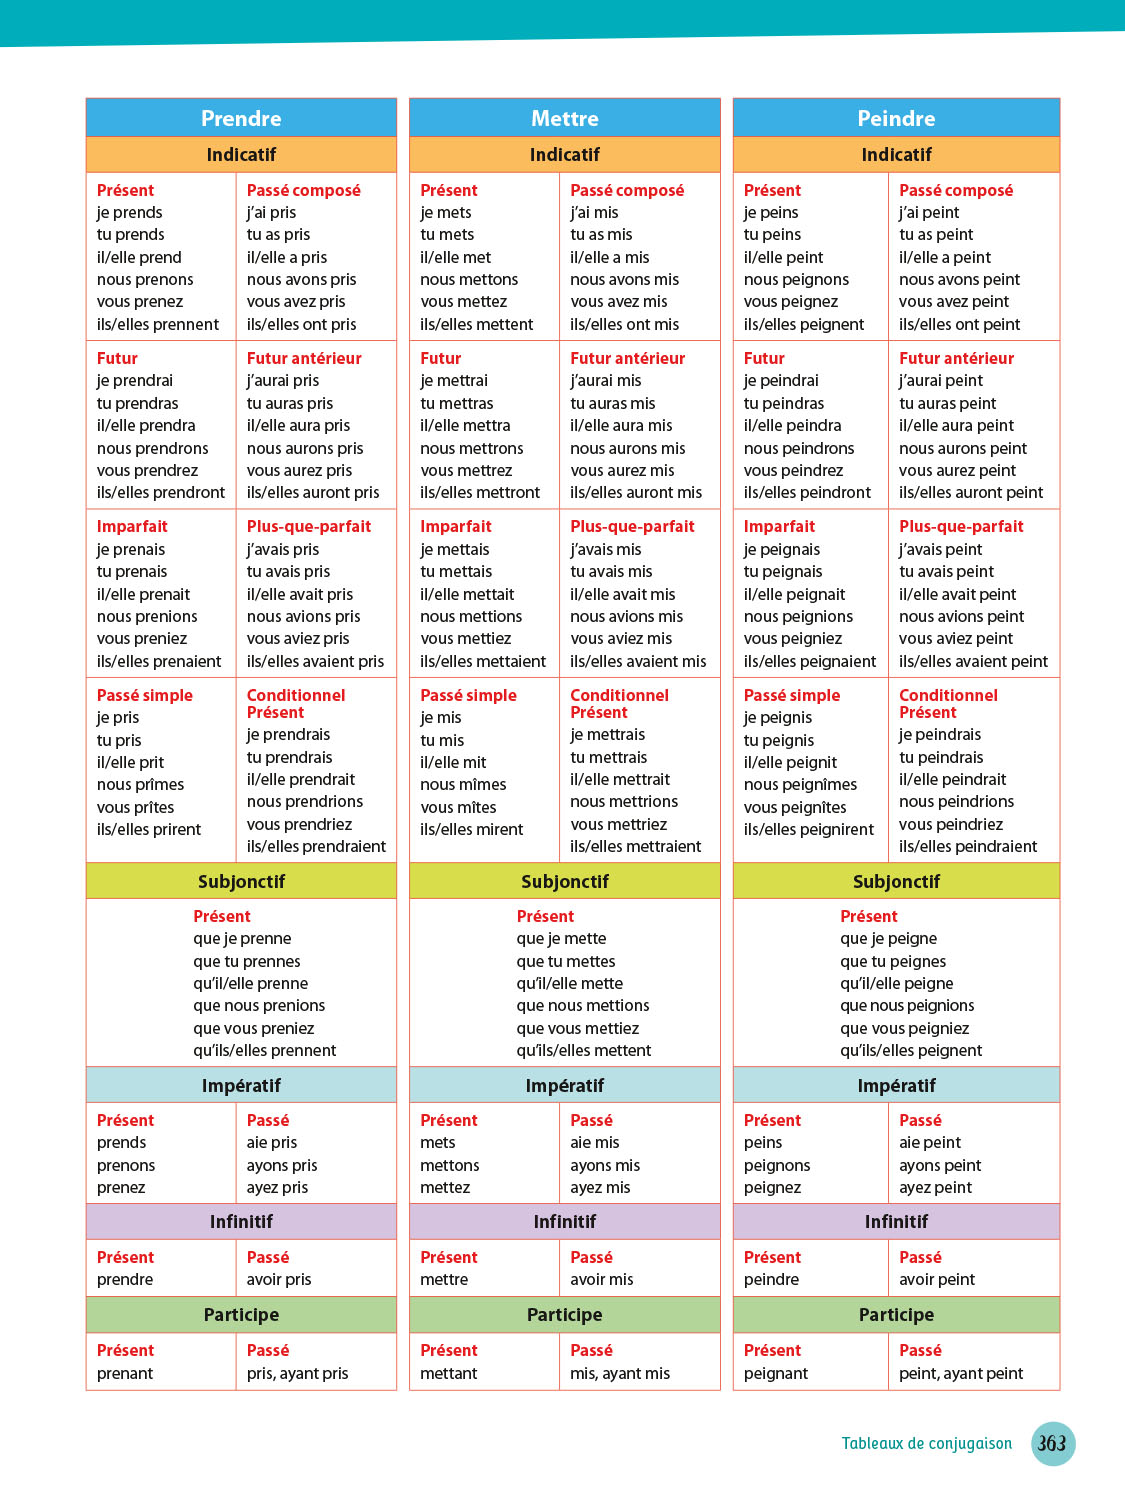 Prendre
Indicatif
Présent
je prends
tu prends
il/elle prend
nous prenons
vous prenez
ils/elles prennent
Passé composé
j’ai pris
tu as pris
il/elle a pris
nous avons pris
vous avez pris
ils/elles ont pris
Futur
je prendrai
tu prendras
il/elle prendra
nous prendrons
vous prendrez
ils/elles prendront
Futur antérieur
j’aurai pris
tu auras pris
il/elle aura pris
nous aurons pris
vous aurez pris
ils/elles auront pris
Imparfait
je prenais
tu prenais
il/elle prenait
nous prenions
vous preniez
ils/elles prenaient
Plus-que-parfait
j’avais pris
tu avais pris
il/elle avait pris
nous avions pris
vous aviez pris
ils/elles avaient pris
Passé simple
je pris
tu pris
il/elle prit
nous prîmes
vous prîtes
ils/elles prirent
Conditionnel
Présent
je prendrais
tu prendrais
il/elle prendrait
nous prendrions
vous prendriez
ils/elles prendraient
Subjonctif
Présent
que je prenne
que tu prennes
qu’il/elle prenne
que nous prenions
que vous preniez
qu’ils/elles prennent
Impératif
Présent
prends
prenons
prenez
Passé
aie pris
ayons pris
ayez pris
Infinitif
Présent
prendre
Passé
avoir pris
Participe
Présent
prenant
Passé
pris, ayant pris
Mettre
Indicatif
Présent
je mets
tu mets
il/elle met
nous mettons
vous mettez
ils/elles mettent
Passé composé
j’ai mis
tu as mis
il/elle a mis
nous avons mis
vous avez mis
ils/elles ont mis
Futur
je mettrai
tu mettras
il/elle mettra
nous mettrons
vous mettrez
ils/elles mettront
Futur antérieur
j’aurai mis
tu auras mis
il/elle aura mis
nous aurons mis
vous aurez mis
ils/elles auront mis
Imparfait
je mettais
tu mettais
il/elle mettait
nous mettions
vous mettiez
ils/elles mettaient
Plus-que-parfait
j’avais mis
tu avais mis
il/elle avait mis
nous avions mis
vous aviez mis
ils/elles avaient mis
Passé simple
je mis
tu mis
il/elle mit
nous mîmes
vous mîtes
ils/elles mirent
Conditionnel
Présent
je mettrais
tu mettrais
il/elle mettrait
nous mettrions
vous mettriez
ils/elles mettraient
Subjonctif
Présent
que je mette
que tu mettes
qu’il/elle mette
que nous mettions
que vous mettiez
qu’ils/elles mettent
Impératif
Présent
mets
mettons
mettez
Passé
aie mis
ayons mis
ayez mis
Infinitif
Présent
mettre
Passé
avoir mis
Participe
Présent
mettant
Passé
mis, ayant mis
Peindre
Indicatif
Présent
je peins
tu peins
il/elle peint
nous peignons
vous peignez
ils/elles peignent
Passé composé
j’ai peint
tu as peint
il/elle a peint
nous avons peint
vous avez peint
ils/elles ont peint
Futur
je peindrai
tu peindras
il/elle peindra
nous peindrons
vous peindrez
ils/elles peindront
Futur antérieur
j’aurai peint
tu auras peint
il/elle aura peint
nous aurons peint
vous aurez peint
ils/elles auront peint
Imparfait
je peignais
tu peignais
il/elle peignait
nous peignions
vous peigniez
ils/elles peignaient
Plus-que-parfait
j’avais peint
tu avais peint
il/elle avait peint
nous avions peint
vous aviez peint
ils/elles avaient peint
Passé simple
je peignis
tu peignis
il/elle peignit
nous peignîmes
vous peignîtes
ils/elles peignirent
Conditionnel
Présent
je peindrais
tu peindrais
il/elle peindrait
nous peindrions
vous peindriez
ils/elles peindraient
Subjonctif
Présent
que je peigne
que tu peignes
qu’il/elle peigne
que nous peignions
que vous peigniez
qu’ils/elles peignent
Impératif
Présent
peins
peignons
peignez
Passé
aie peint
ayons peint
ayez peint
Infinitif
Présent
peindre
Passé
avoir peint
Participe
Présent
peignant
Passé
peint, ayant peint
Tableaux de conjugaison
363